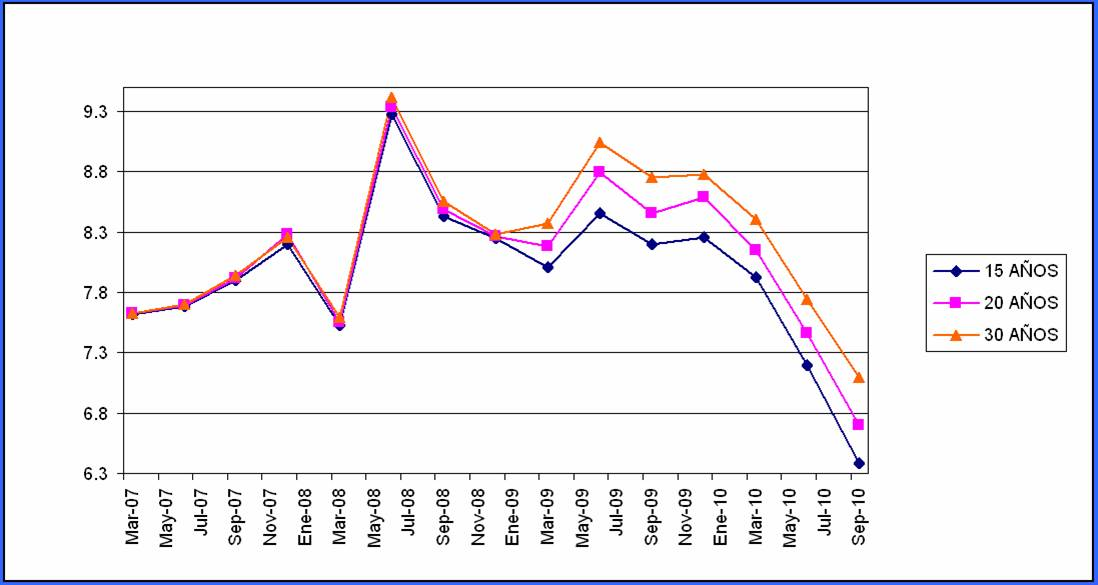 9.3
8.8
8.3
7.8
7.3
6.8
6.3
Mar-07
May-07
Jul-07
Sep-07
Nov-07
Ene-08
Mar-08
May-08
Jul-08
Sep-08
Nov-08
Ene-09
Mar-09
May-09
Jul-09
Sep-09
Nov-09
Ene-10
Mar-10
May-10
Jul-10
Sep-10
15 AÑOS
20 AÑOS
30 AÑOS